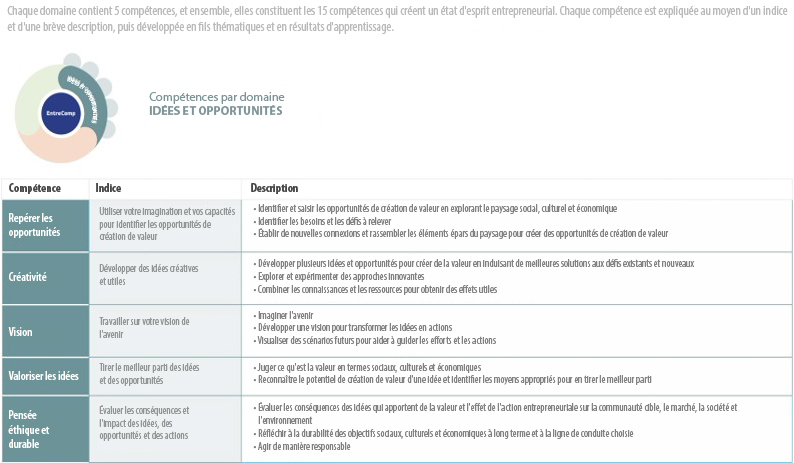 Chaque domaine contient 5 compétences, et ensemble, elles constituent les 15 compétences qui créent un état d'esprit entrepreneurial. Chaque compétence est expliquée au moyen d'un indice
et d'une brève description, puis développée en fils thématiques et en résultats d'apprentissage.
IDÉES ET OPPORTUNITÉS
EntreComp
Compétences par domaine
IDÉES ET OPPORTUNITÉS
Compétence Indice Description
Repérer les
opportunités
Utiliser votre imagination et vos capacités
pour identifier les opportunités de
création de valeur
• Identifier et saisir les opportunités de création de valeur en explorant le paysage social, culturel et économique
• Identifier les besoins et les défis à relever
• Établir de nouvelles connexions et rassembler les éléments épars du paysage pour créer des opportunités de création de valeur
Créativité
Développer des idées créatives
et utiles
• Développer plusieurs idées et opportunités pour créer de la valeur en induisant de meilleures solutions aux défis existants et nouveaux
• Explorer et expérimenter des approches innovantes
• Combiner les connaissances et les ressources pour obtenir des effets utiles
Vision
Travailler sur votre vision de
l'avenir
• Imaginer l'avenir
• Développer une vision pour transformer les idées en actions
• Visualiser des scénarios futurs pour aider à guider les efforts et les actions
Valoriser les idées
Tirer le meilleur parti des idées
et des opportunités
• Juger ce qu'est la valeur en termes sociaux, culturels et économiques
• Reconnaître le potentiel de création de valeur d'une idée et identifier les moyens appropriés pour en tirer le meilleur parti
Pensée
éthique et
durable
Évaluer les conséquences et
l'impact des idées, des
opportunités et des actions
• Évaluer les conséquences des idées qui apportent de la valeur et l'effet de l'action entrepreneuriale sur la communauté cible, le marché, la société et
l'environnement
• Réfléchir à la durabilité des objectifs sociaux, culturels et économiques à long terme et à la ligne de conduite choisie
• Agir de manière responsable